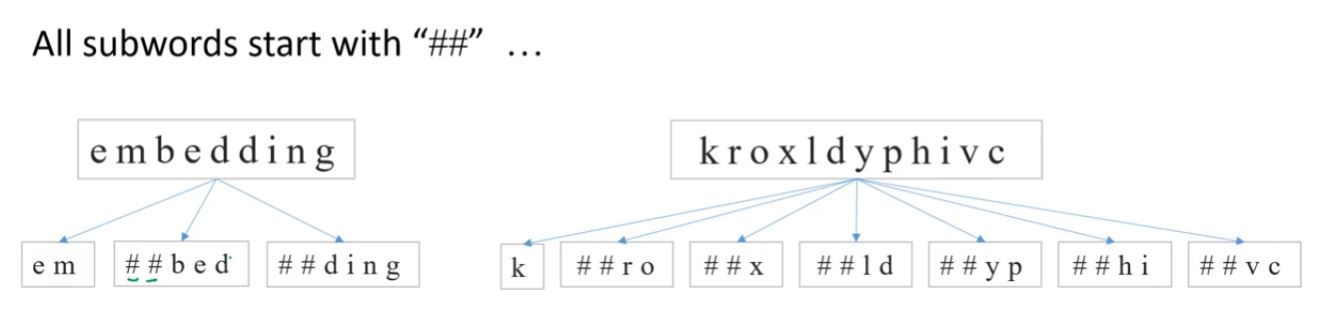 All subwords start with “##” ...
embedding
kroxldyphivc
em ##bed ##ding k ##ro ##x ##ld ##yp ##hi ##vc